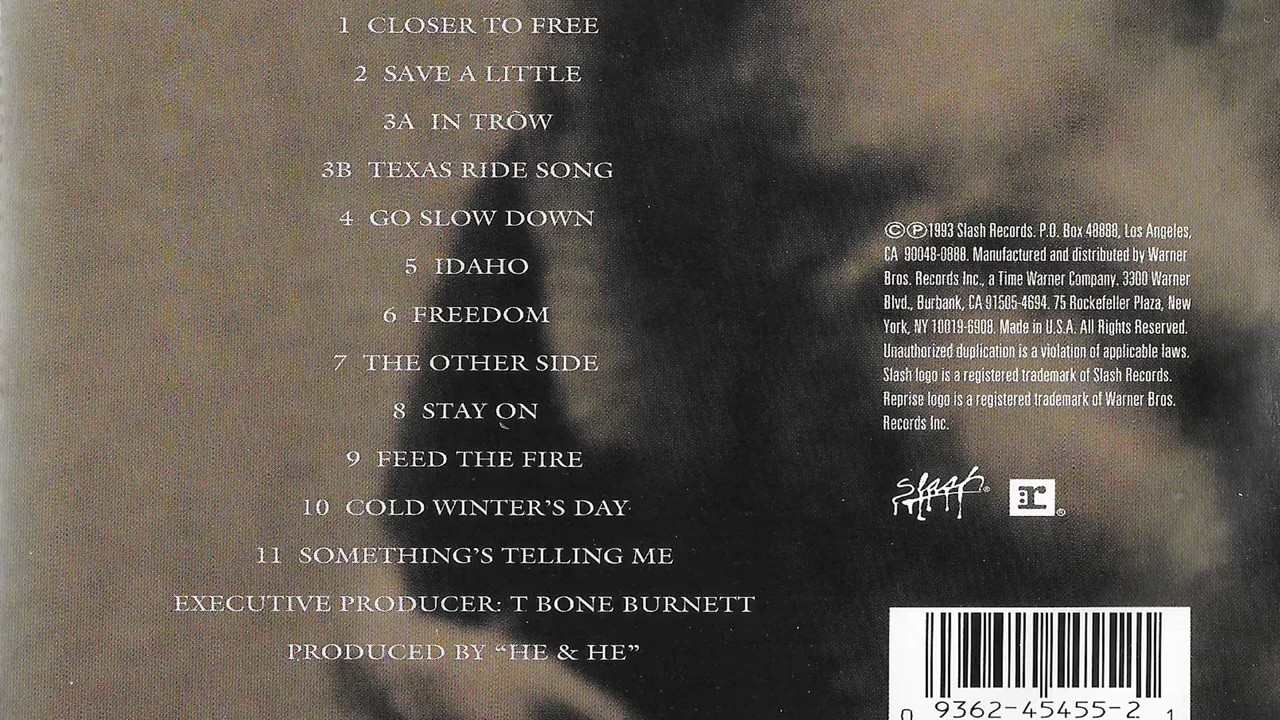 1 CLOSER TO FREE
2 SAVE A LITTLE
3A IN TRÕW
3B TEXAS RIDE SONG
4 GO SLOW DOWN
5 IDAHO
6 FREEDOM
7 THE OTHER SIDE
8 STAY ON
9 FEED THE FIRE
10 COLD WINTER'S DAY
11 SOMETHING'S TELLING ME
EXECUTIVE PRODUCER: T BONE BURNETT
PRODUCED BY “HE & HE”
©℗1993 Slash Records. P.O. Box 48888, Los Angeles,
CA 90048-0888. Manufactured and distributed by Warner
Bros. Records Inc., a Time Warner Company. 3300 Warner
Blvd., Burbank, CA 91505-4694. 75 Rockefeller Plaza, New
York, NY 10019-6908. Made in U.S.A. All Rights Reserved.
Unauthorized duplication is a violation of applicable laws.
Slash logo is a registered trademark of Slash Records.
Reprise logo is a registered trademark of Warner Bros.
Records Inc.
slash® :r®
0 9362-45455-2 1